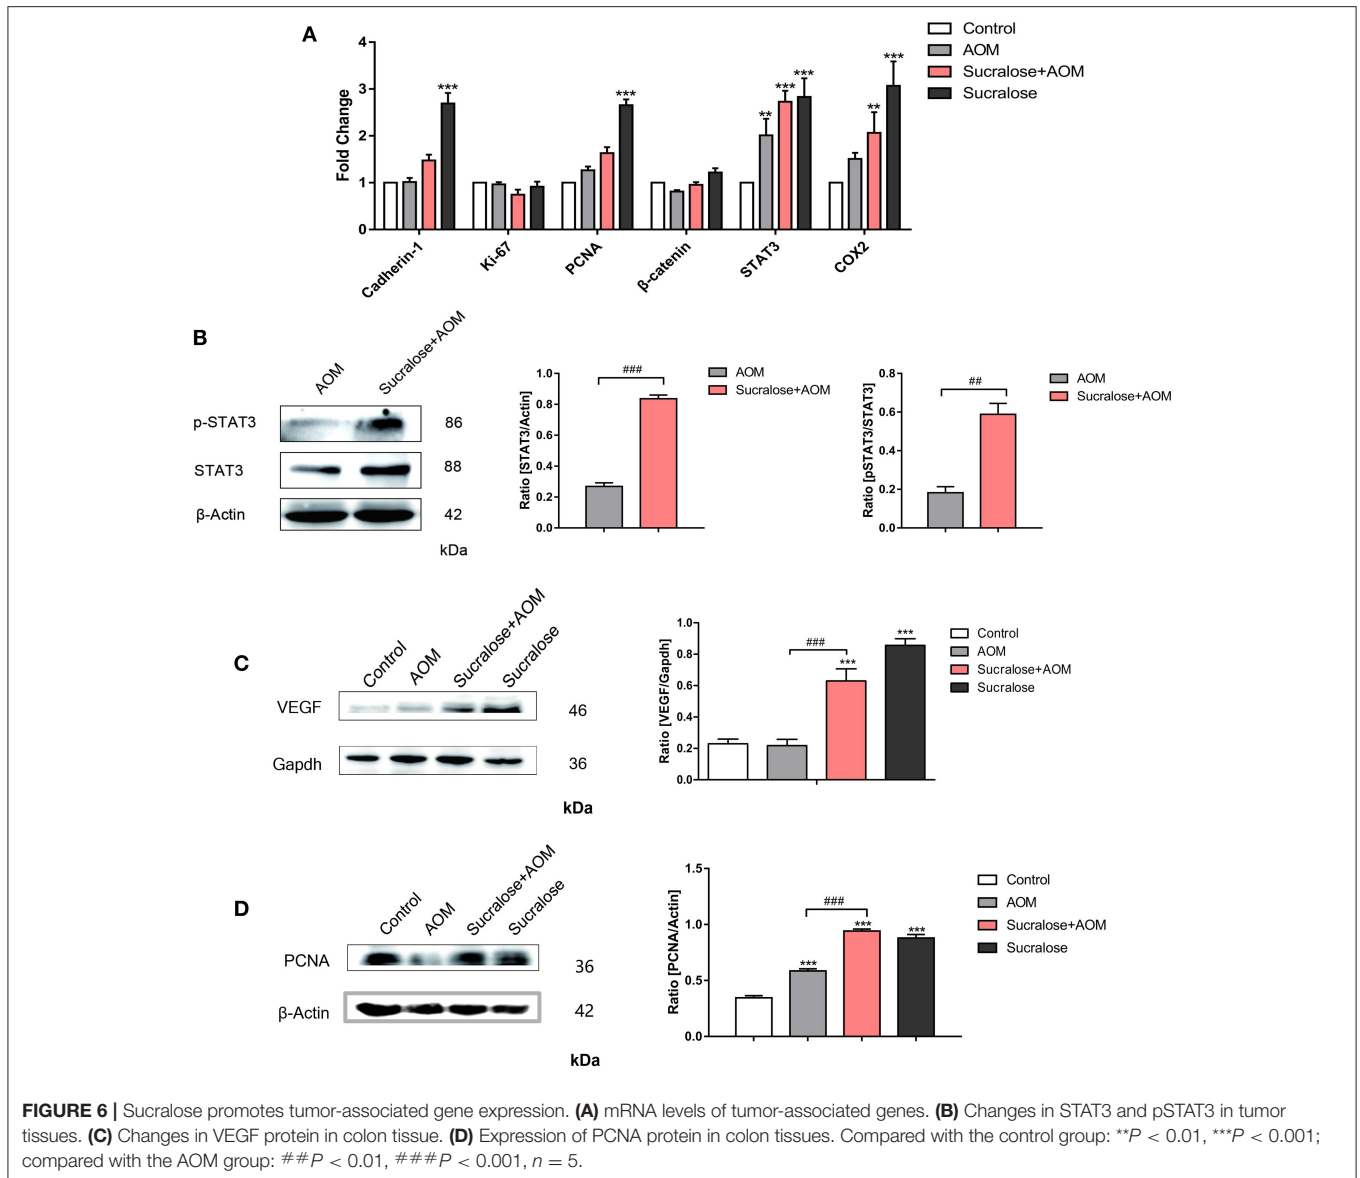 A
Control
AOM
Sucralose+AOM
Sucralose
Fold Change
4
3
2
1
0
***
***
**
***
***
**
***
Cadherin-1
Ki-67
PCNA
β-catenin
STAT3
COX2
B
AOM
Sucralose+AOM
p-STAT3
86
STAT3
88
β-Actin
42
kDa
Ratio [STAT3/Actin]
1.0
0.8
0.6
0.4
0.2
0.0
###
AOM
Sucralose+AOM
Ratio [pSTAT3/STAT3]
0.8
0.6
0.4
0.2
0.0
##
AOM
Sucralose+AOM
C
Control
AOM
Sucralose+AOM
Sucralose
VEGF
46
Gapdh
36
kDa
Ratio [VEGF/Gapdh]
1.0
0.8
0.6
0.4
0.2
0.0
###
***
***
Control
AOM
Sucralose+AOM
Sucralose
D
Control
AOM
Sucralose+AOM
Sucralose
PCNA
36
β-Actin
42
kDa
Ratio [PCNA/Actin]
1.5
1.0
0.5
0.0
***
###
***
***
Control
AOM
Sucralose+AOM
Sucralose
FIGURE 6 | Sucralose promotes tumor-associated gene expression. (A) mRNA levels of tumor-associated genes. (B) Changes in STAT3 and pSTAT3 in tumor
tissues. (C) Changes in VEGF protein in colon tissue. (D) Expression of PCNA protein in colon tissues. Compared with the control group: **P < 0.01, ***P < 0.001;
compared with the AOM group: ##P < 0.01, ###P < 0.001, n = 5.